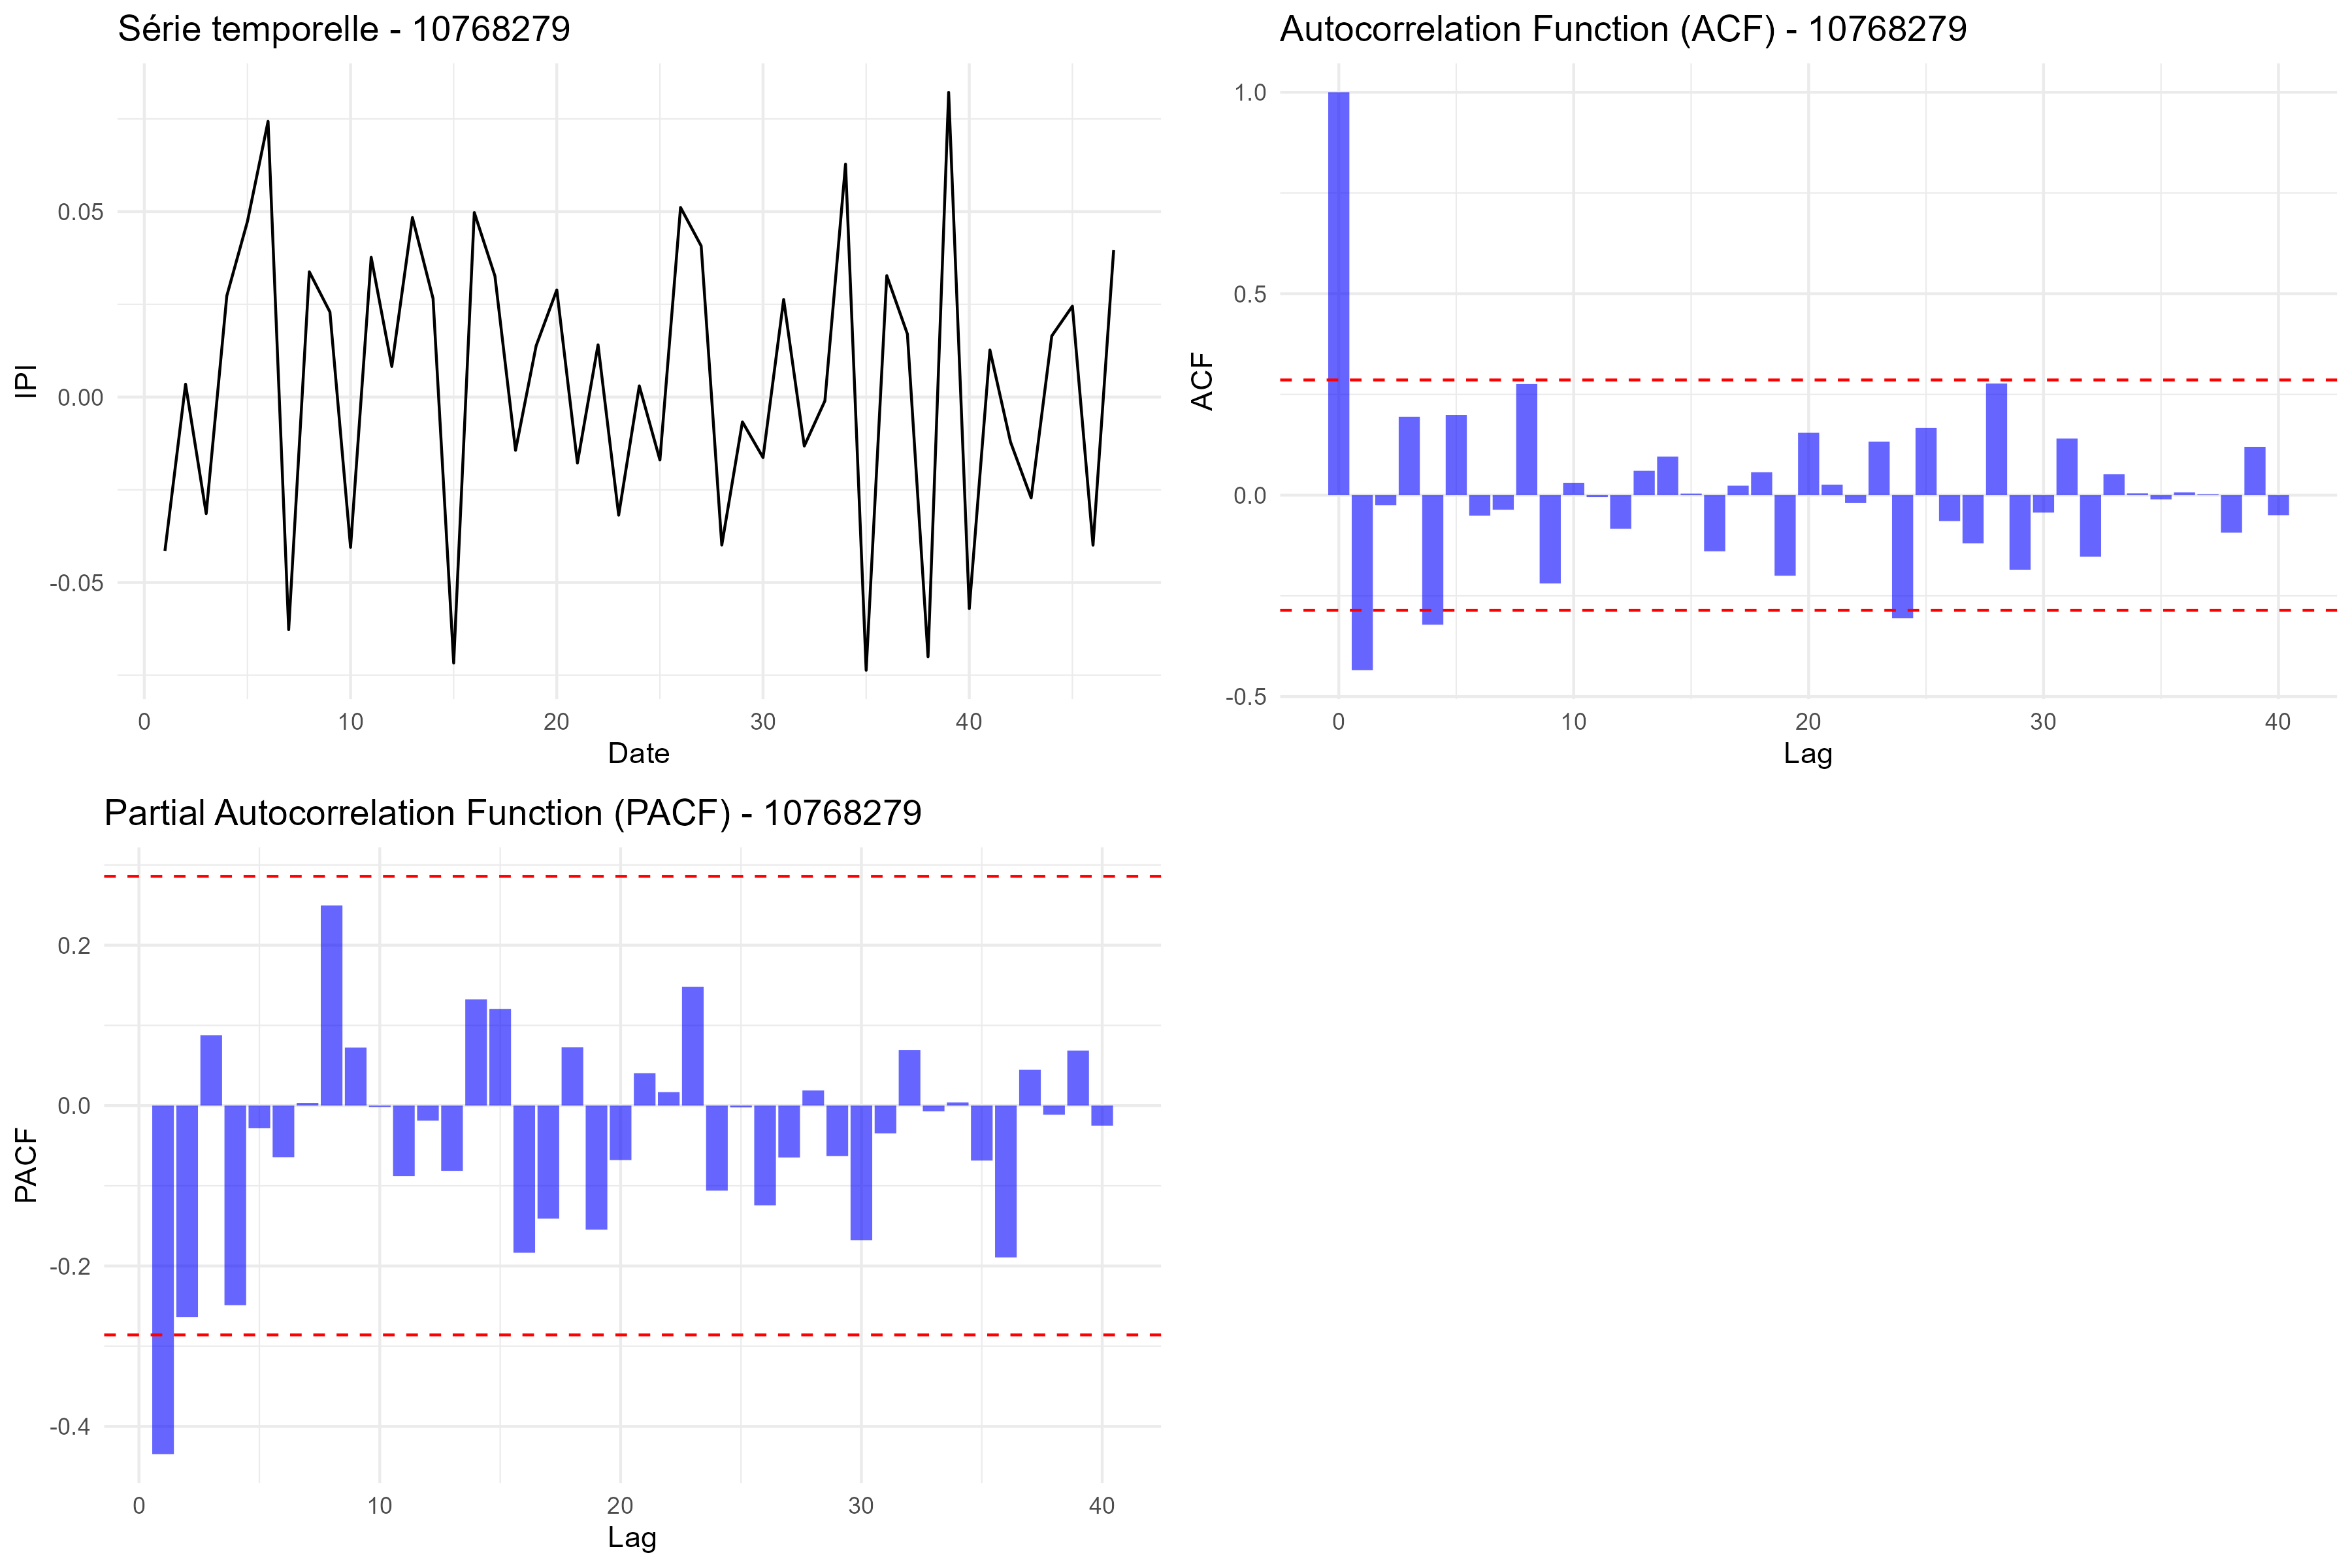 Série temporelle - 10768279
IPI
0.05
0.00
-0.05
0 10 20 30 40
Date
Autocorrelation Function (ACF) - 10768279
ACF
1.0
0.5
0.0
-0.5
0 10 20 30 40
Lag
Partial Autocorrelation Function (PACF) - 10768279
PACF
0.2
0.0
-0.2
-0.4
0 10 20 30 40
Lag